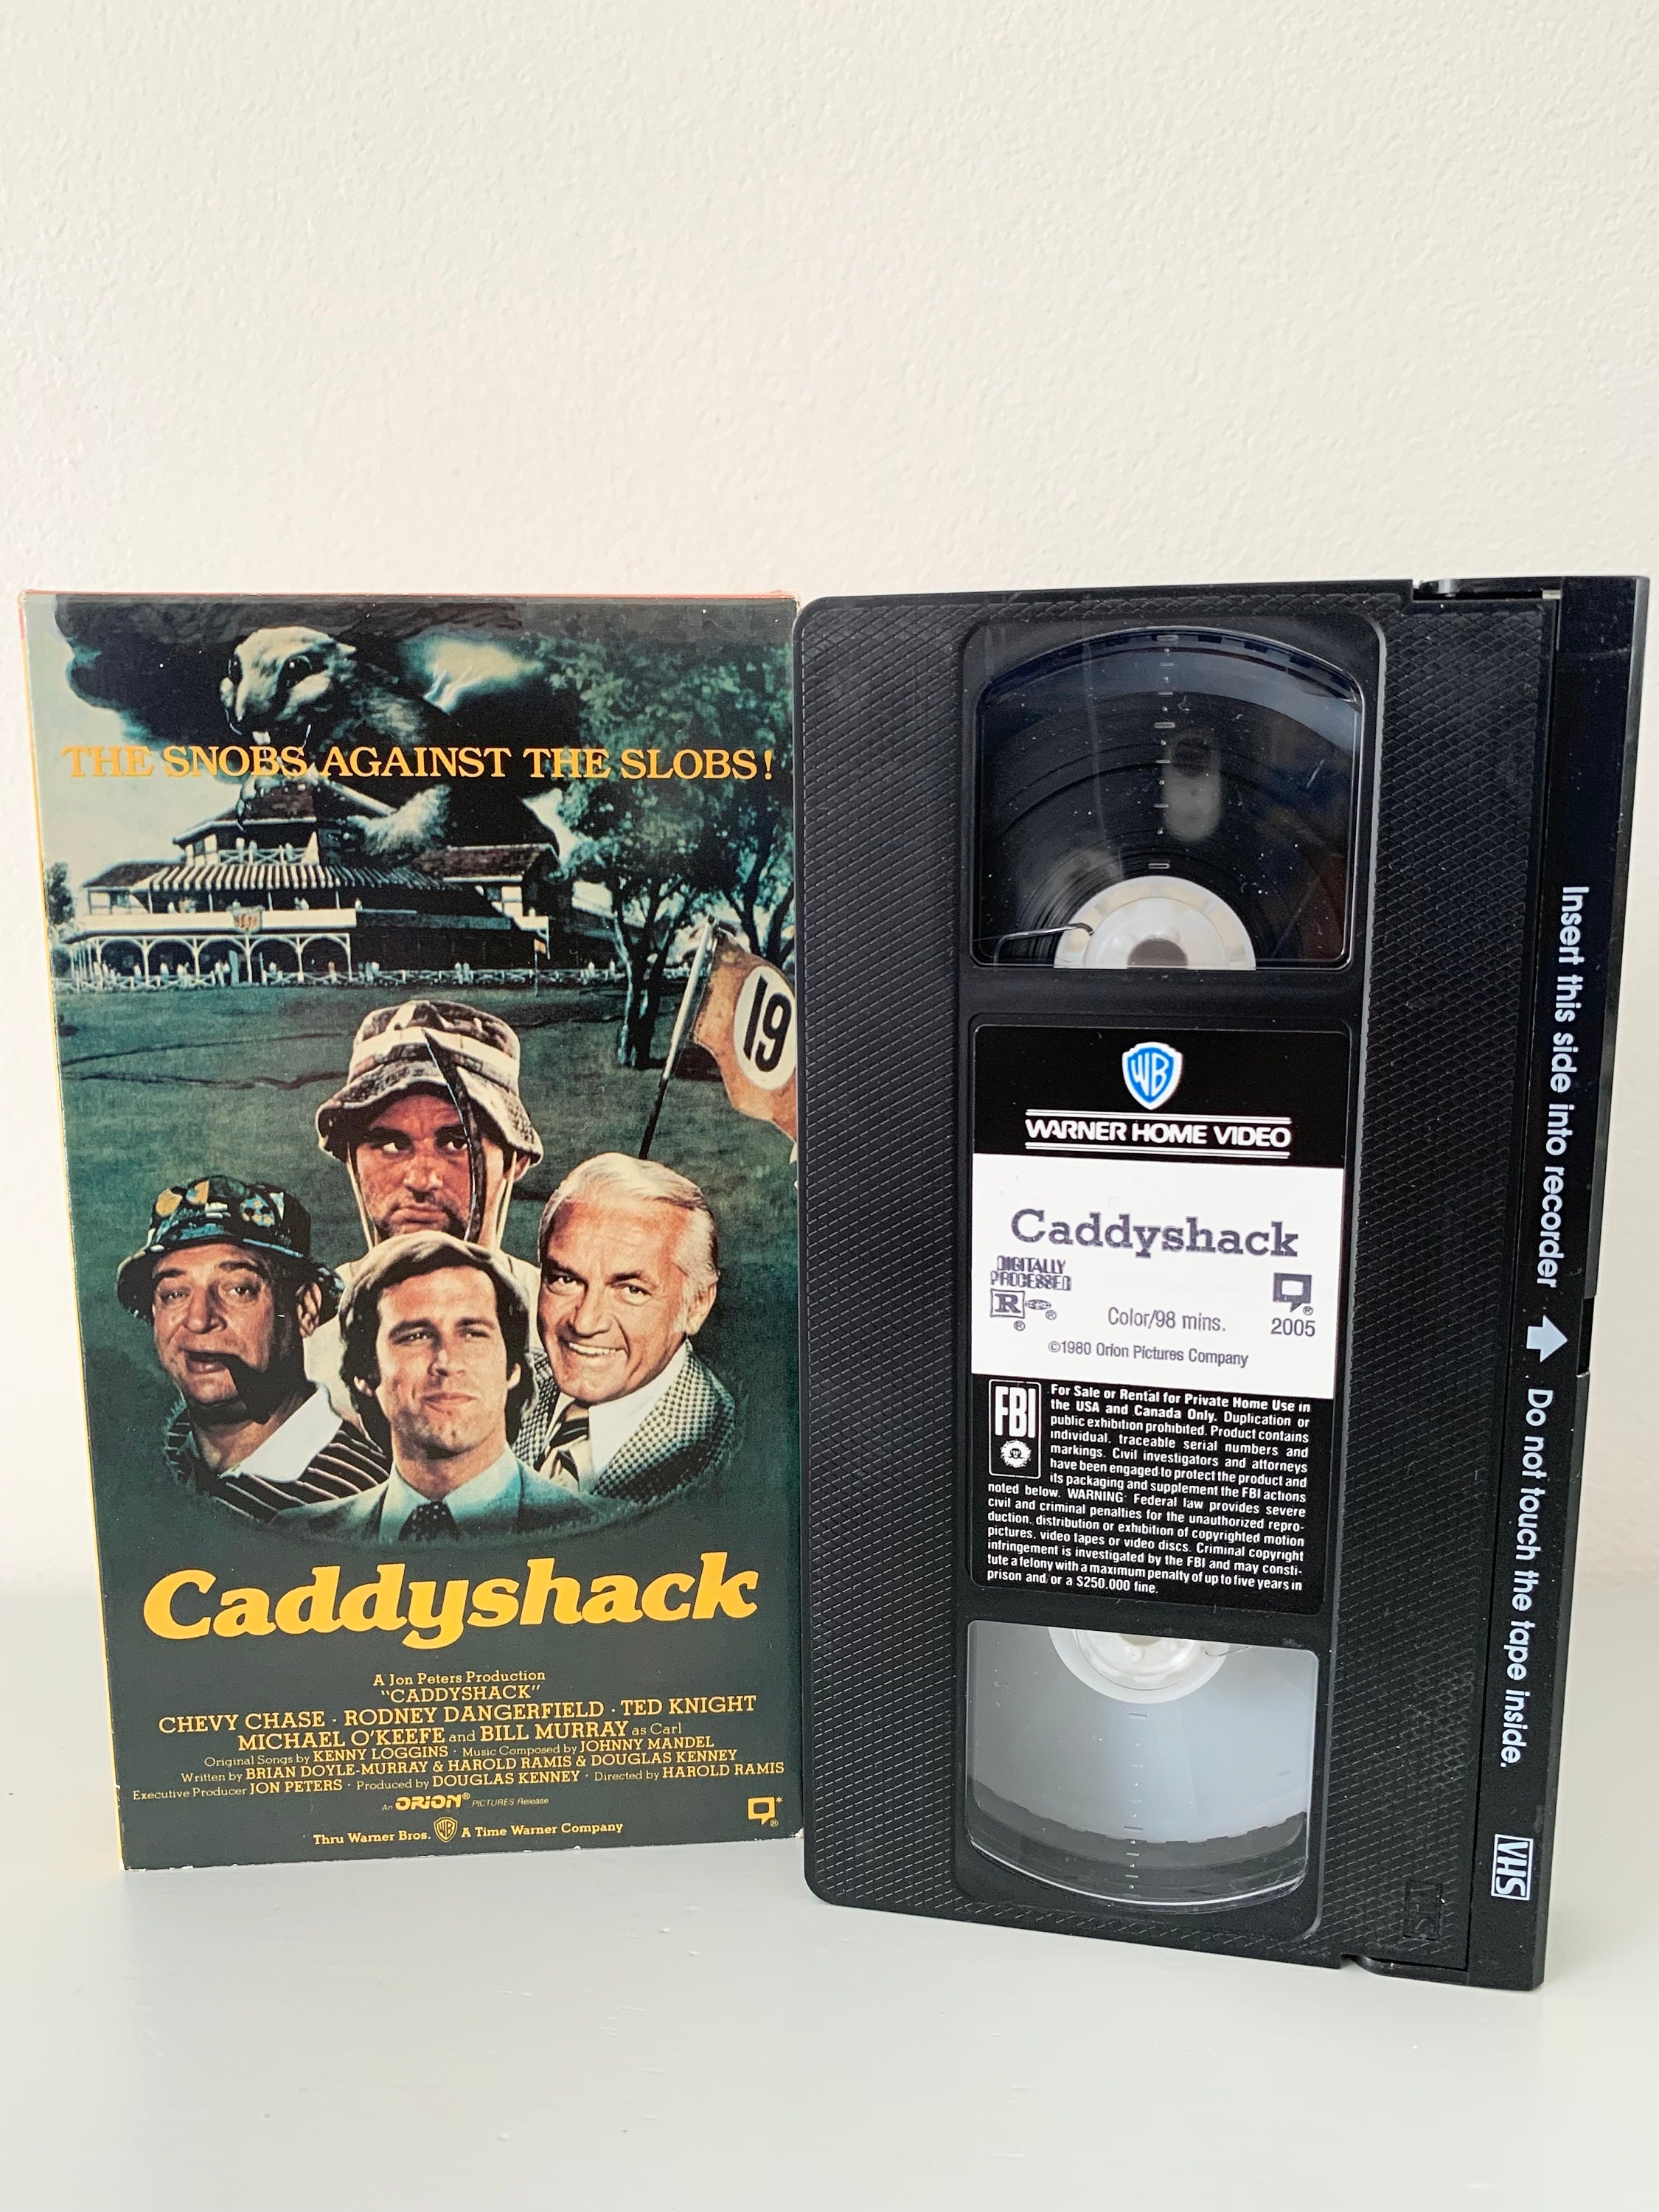 THE SNOBS AGAINST THE SLOBS!
19
Caddyshack
A Jon Peters Production
"CADDYSHACK"
CHEVY CHASE · RODNEY DANGERFIELD · TED KNIGHT
MICHAEL O'KEEFE and BILL MURRAY as Carl
Original Songs by KENNY LOGGINS · Music Composed by JOHNNY MANDEL
Written by BRIAN DOYLE-MURRAY & HAROLD RAMIS & DOUGLAS KENNEY
Executive Producer JON PETERS · Produced by DOUGLAS KENNEY · Directed by HAROLD RAMIS
An ORION® PICTURES Release
Thru Warner Bros. WB A Time Warner Company
WB
WARNER HOME VIDEO
Caddyshack
DIGITALLY
PROCESSED
R ®
®
Color/98 mins.
®
2005
©1980 Orion Pictures Company
FBI
For Sale or Rental for Private Home Use in
the USA and Canada Only. Duplication or
public exhibition prohibited. Product contains
individual, traceable serial numbers and
markings. Civil investigators and attorneys
have been engaged to protect the product and
its packaging and supplement the FBI actions
noted below. WARNING: Federal law provides severe
civil and criminal penalties for the unauthorized repro-
duction, distribution or exhibition of copyrighted motion
pictures, video tapes or video discs. Criminal copyright
infringement is investigated by the FBI and may consti-
tute a felony with a maximum penalty of up to five years in
prison and/or a $250.000 fine.
Insert this side into recorder
Do not touch the tape inside.
VHS